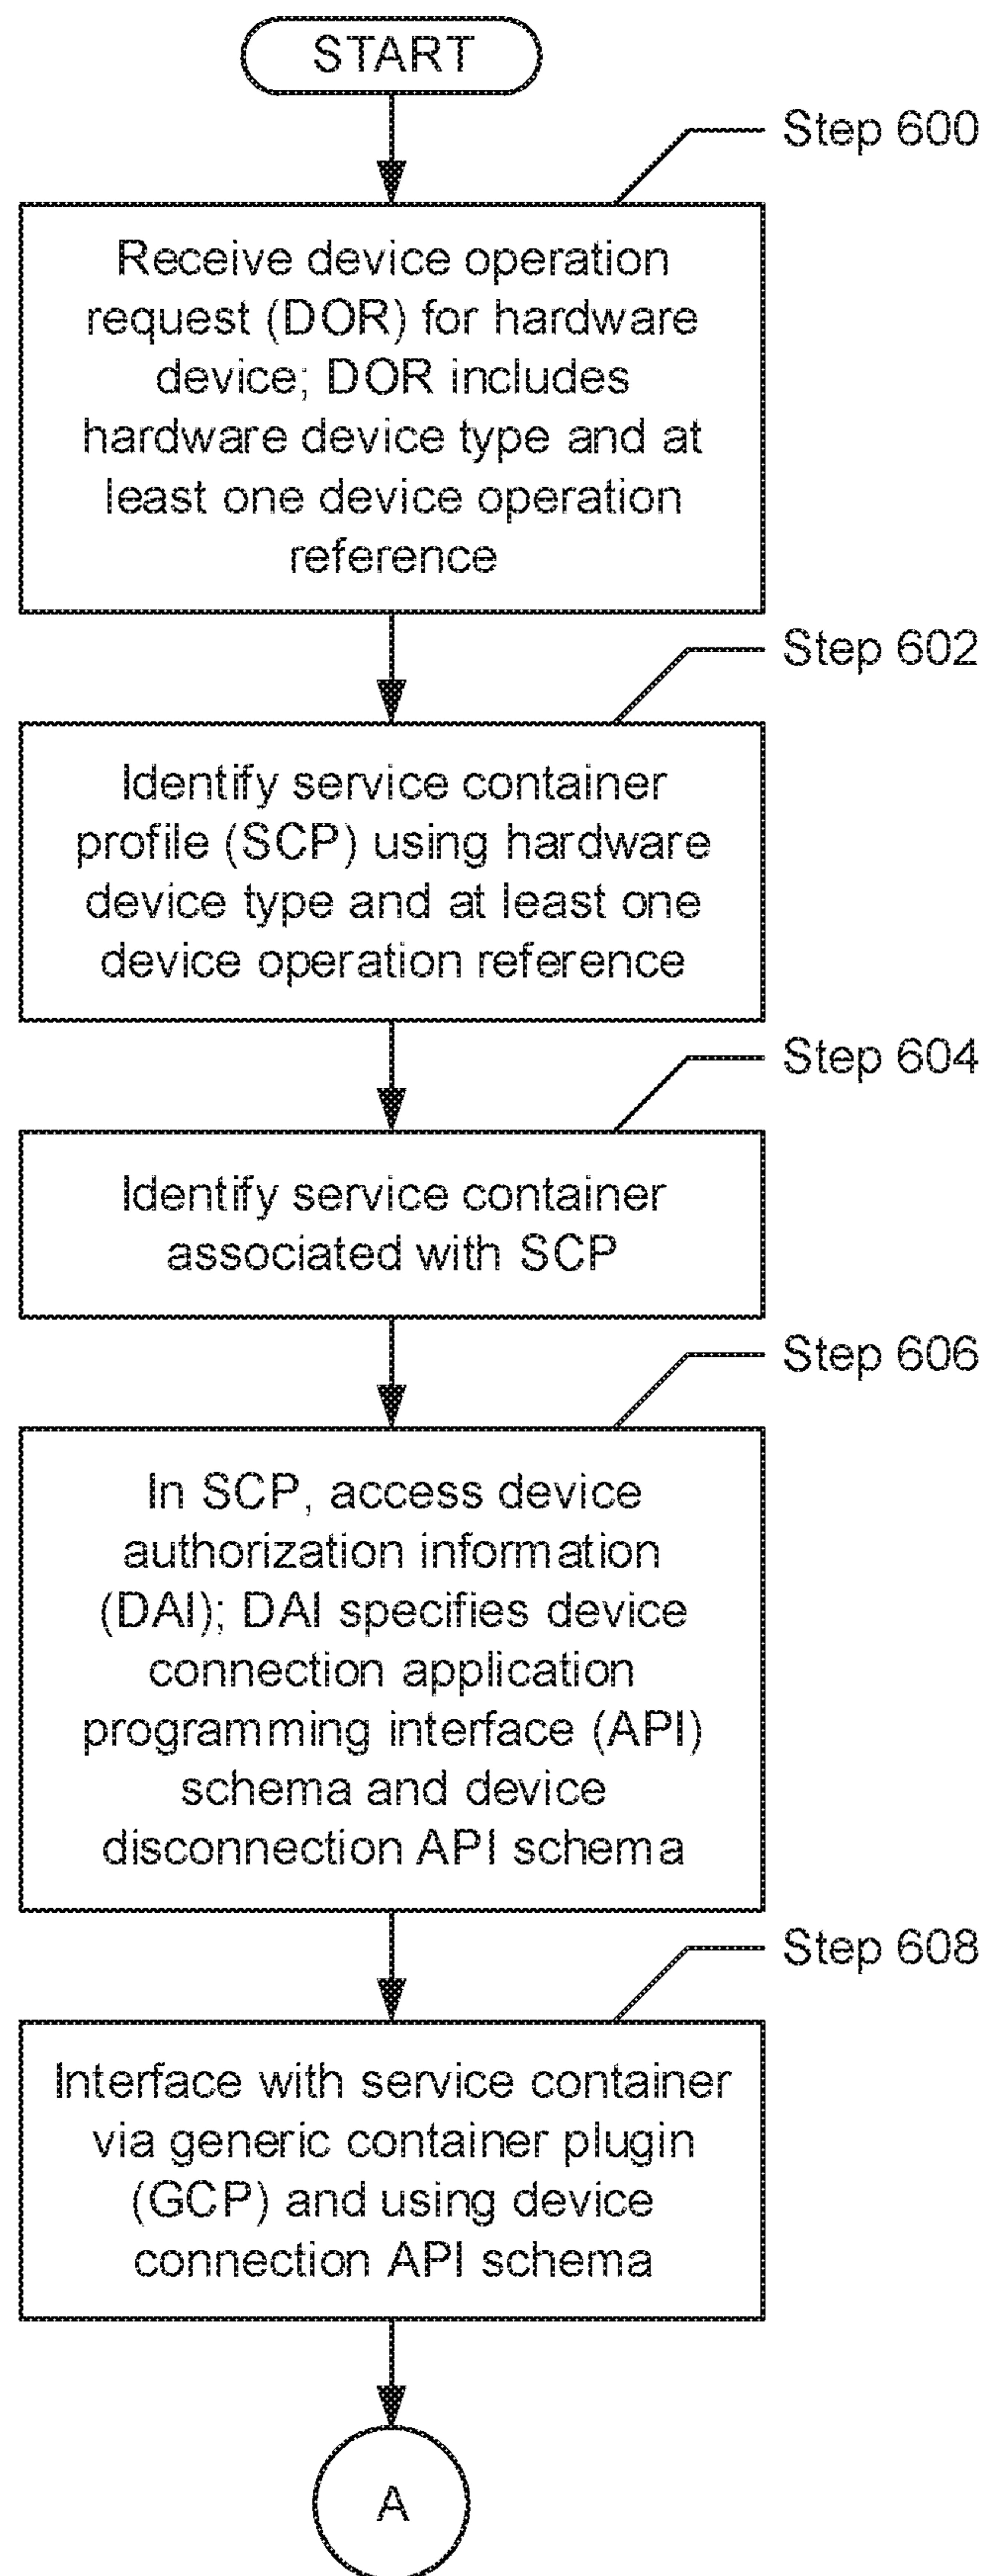 START
Step 600
Receive device operation
request (DOR) for hardware
device; DOR includes
hardware device type and at
least one device operation
reference
Step 602
Identify service container
profile (SCP) using hardware
device type and at least one
device operation reference
Step 604
Identify service container
associated with SCP
Step 606
In SCP, access device
authorization information
(DAI); DAI specifies device
connection application
programming interface (API)
schema and device
disconnection API schema
Step 608
Interface with service container
via generic container plugin
(GCP) and using device
connection API schema
A